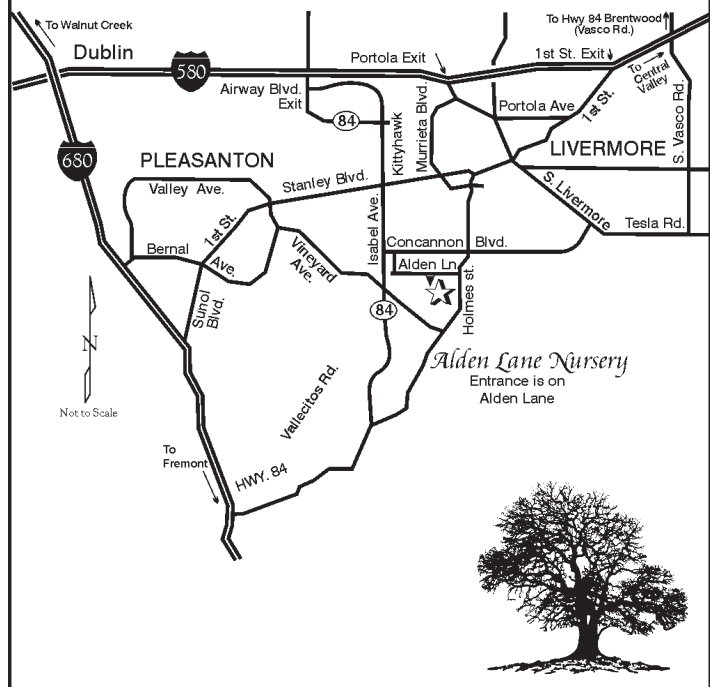 To Walnut Creek
To Hwy 84 Brentwood
(Vasco Rd.)
Dublin
Portola Exit
1st St. Exit
580
To
Central
Valley
Airway Blvd.
Exit
84
Kittyhawk
Murrieta Blvd.
Portola Ave
1st St.
S. Vasco Rd.
680
PLEASANTON
LIVERMORE
Valley Ave.
Stanley Blvd.
S. Livermore
Tesla Rd.
Isabel Ave.
1st St.
Bernal
Ave.
Vineyard
Ave.
Concannon Blvd.
Alden Ln
Holmes st.
Sunol
Blvd.
84
N
Not to Scale
Alden Lane Nursery
Entrance is on
Alden Lane
Vallecitos Rd.
To
Fremont
HWY. 84